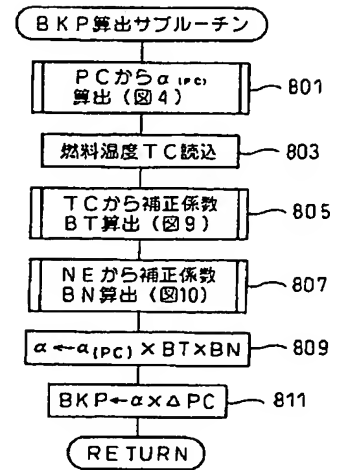 BKP算出サブルーチン
PCからα(PC)
算出(図4)
801
燃料温度TC読込
803
TCから補正係数
BT算出(図9)
805
NEから補正係数
BN算出(図10)
807
α←α(PC)×BT×BN
809
BKP←α×ΔPC
811
RETURN